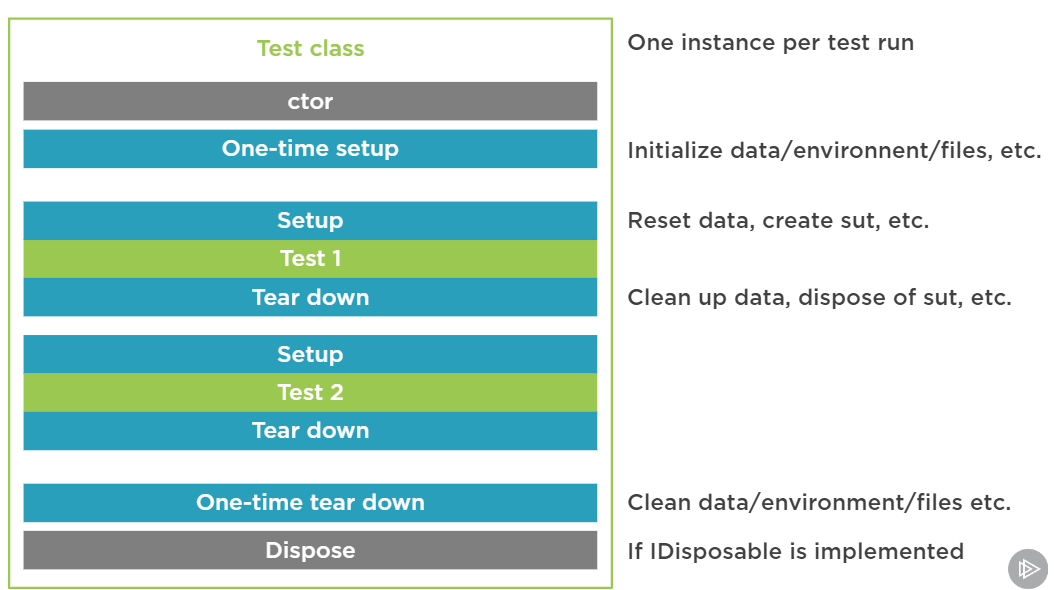 Test class
One instance per test run
ctor
One-time setup
Initialize data/environnent/files, etc.
Setup
Reset data, create sut, etc.
Test 1
Tear down
Clean up data, dispose of sut, etc.
Setup
Test 2
Tear down
One-time tear down
Clean data/environment/files etc.
Dispose
If IDisposable is implemented